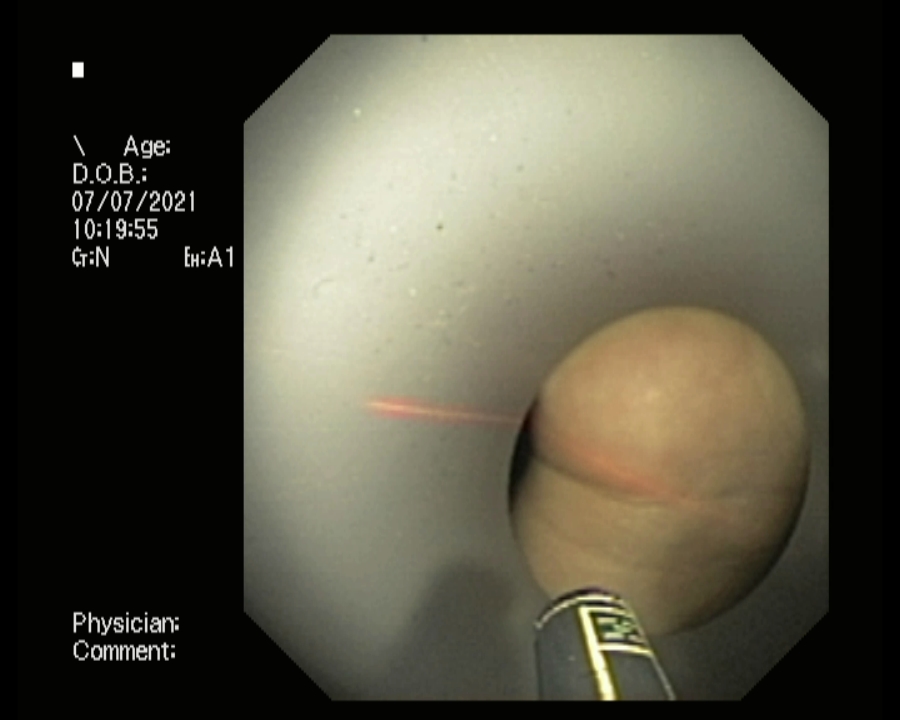 \ Age:
D.O.B.:
07/07/2021
10:19:55
Cr:N EH:A1
Physician:
Comment: